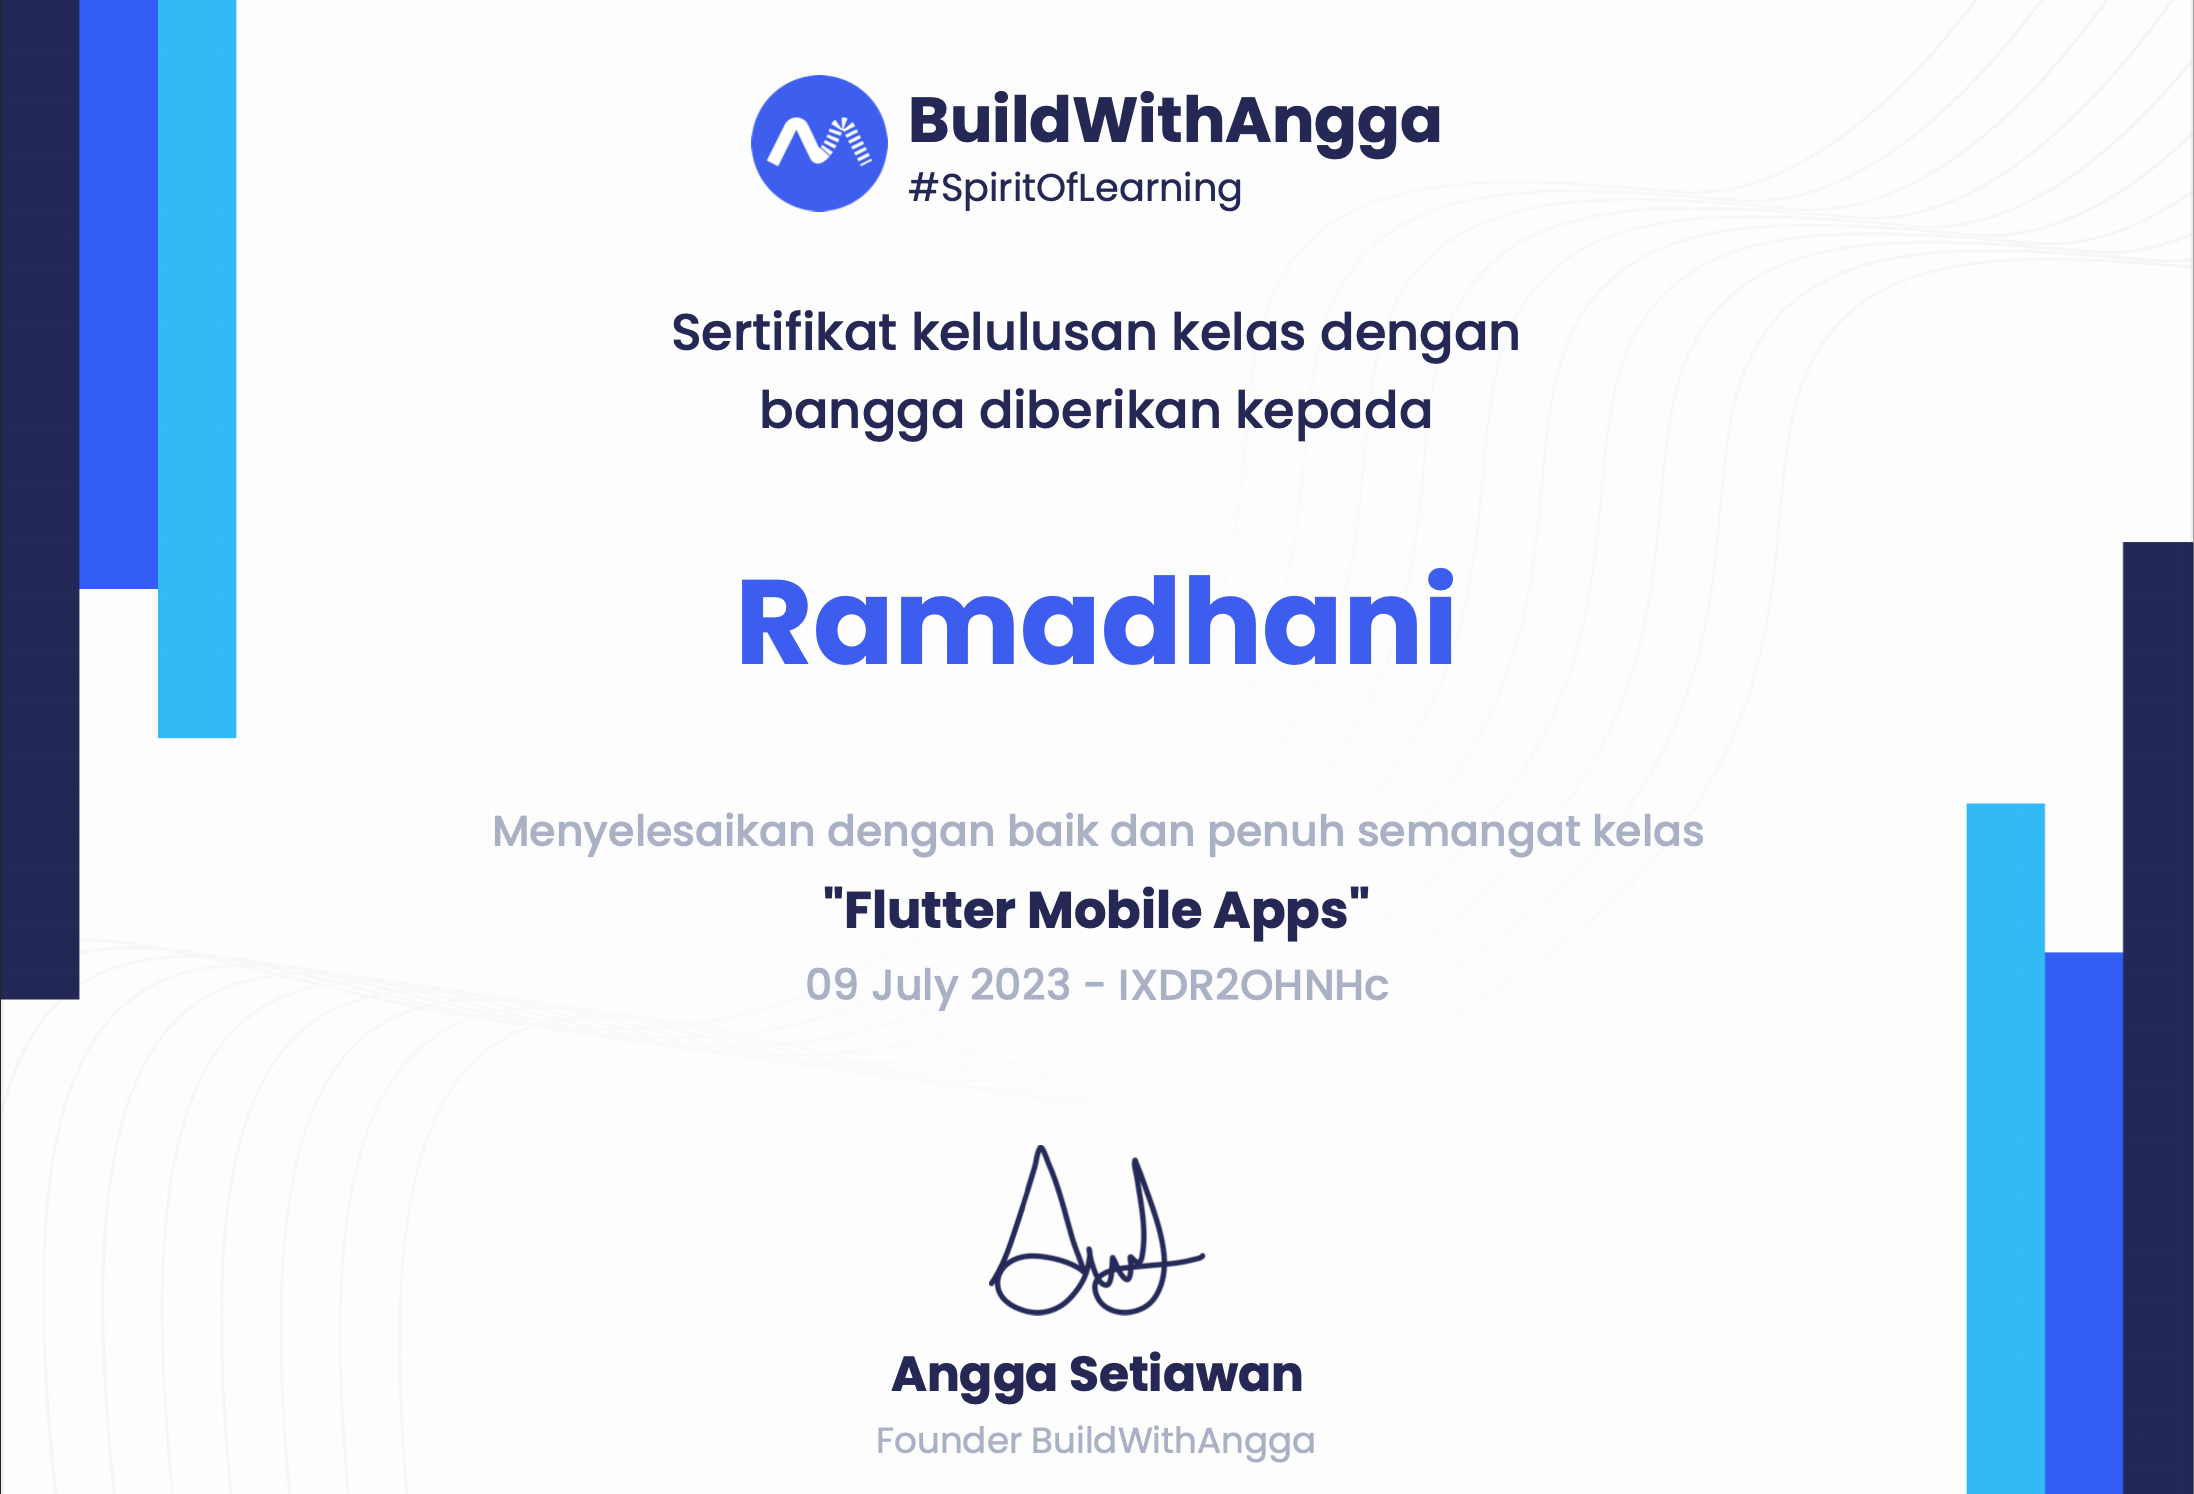 BuildWithAngga
#SpiritOfLearning
Sertifikat kelulusan kelas dengan
bangga diberikan kepada
Ramadhani
Menyelesaikan dengan baik dan penuh semangat kelas
"Flutter Mobile Apps"
09 July 2023 - IXDR2OHNHc
Angga Setiawan
Founder BuildWithAngga